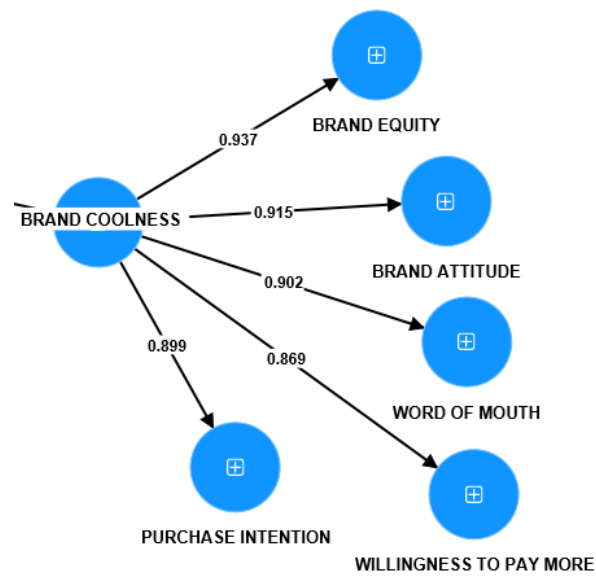 BRAND EQUITY
0.937
BRAND COOLNESS
0.915
BRAND ATTITUDE
0.902
WORD OF MOUTH
0.899
0.869
PURCHASE INTENTION
WILLINGNESS TO PAY MORE